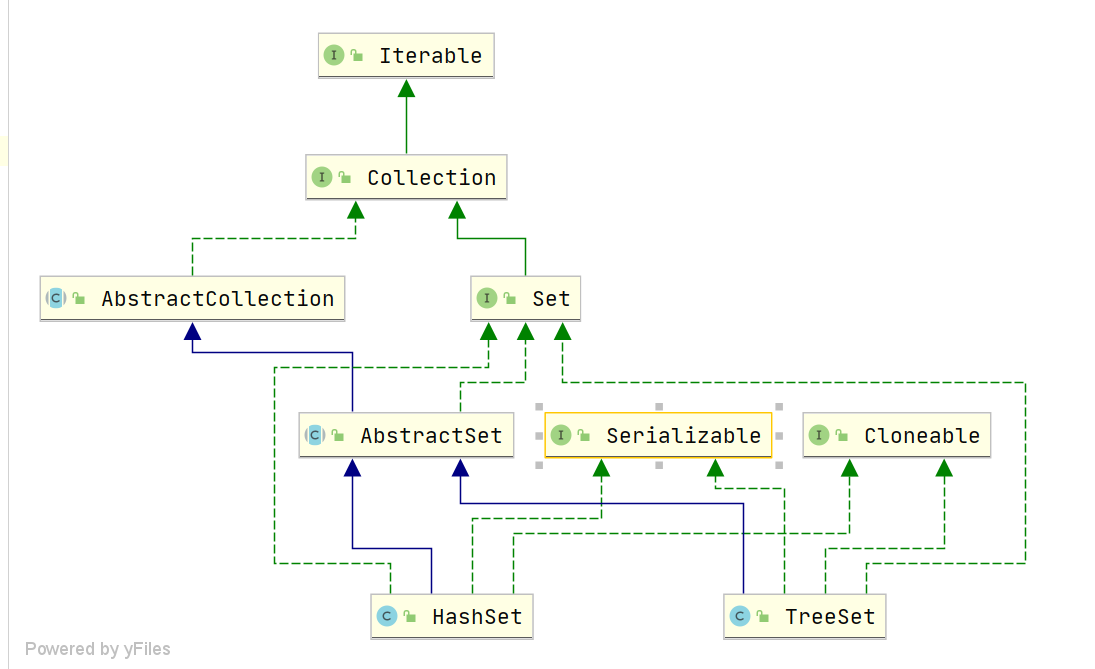 I Iterable
I Collection
C AbstractCollection
I Set
C AbstractSet
I Serializable
I Cloneable
C HashSet
C TreeSet
Powered by yFiles